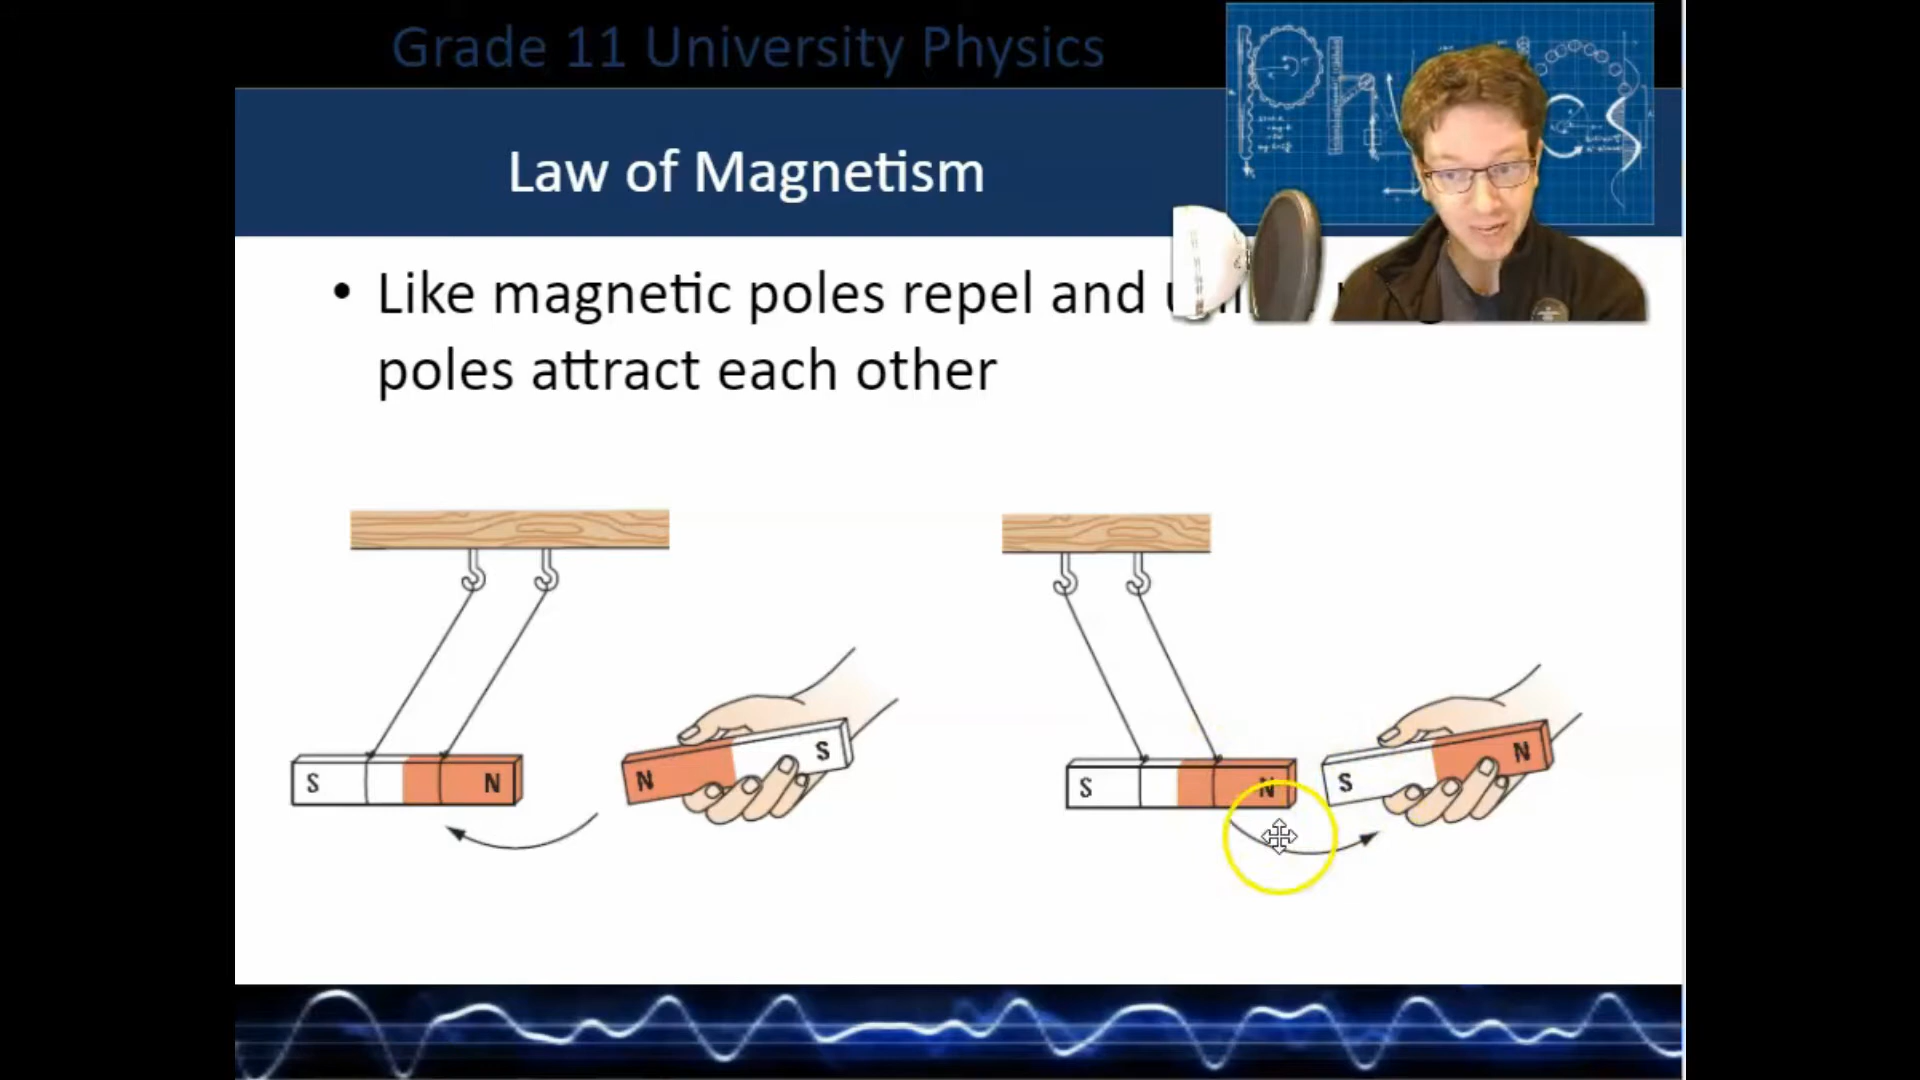 Grade 11 University Physics
Law of Magnetism
• Like magnetic poles repel and
poles attract each other
S N
N S
S N
S N